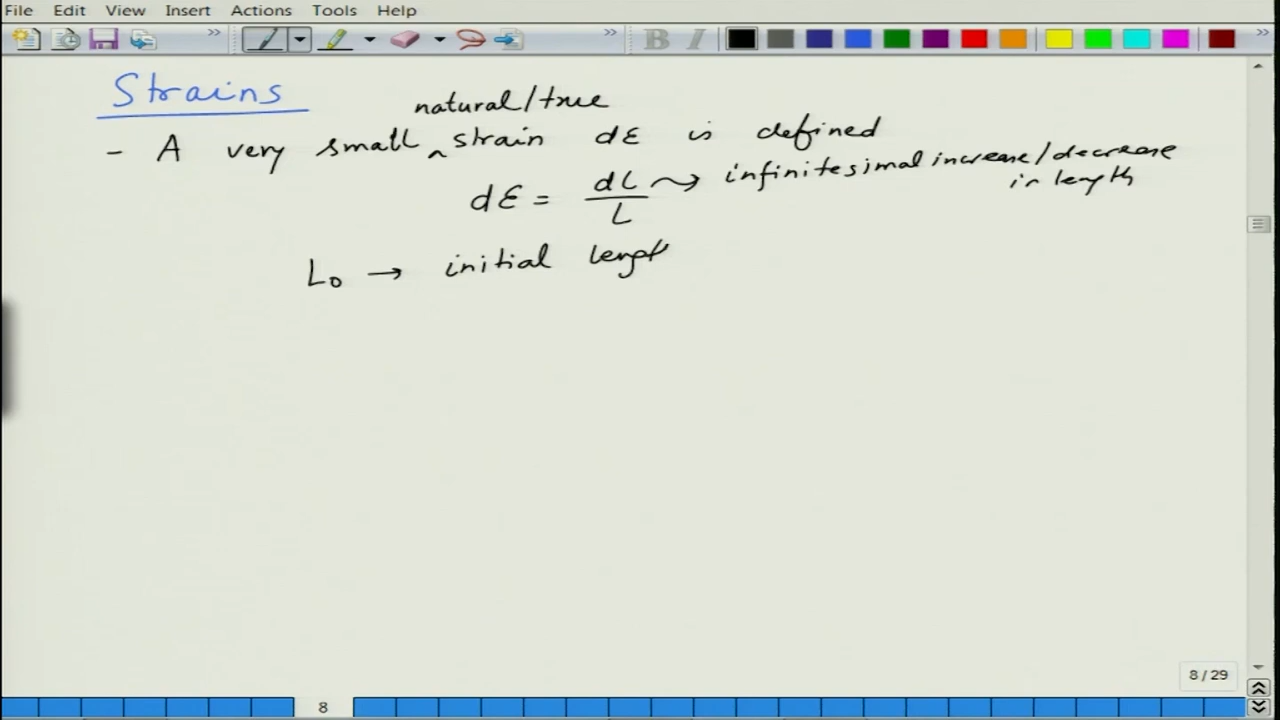 File Edit View Insert Actions Tools Help
B I
Strains
natural/true
- A very small ‸ strain dε is defined
dε = dL/L ⤳ infinitesimal increase/decrease
in length
L₀ → initial length
8 / 29
8